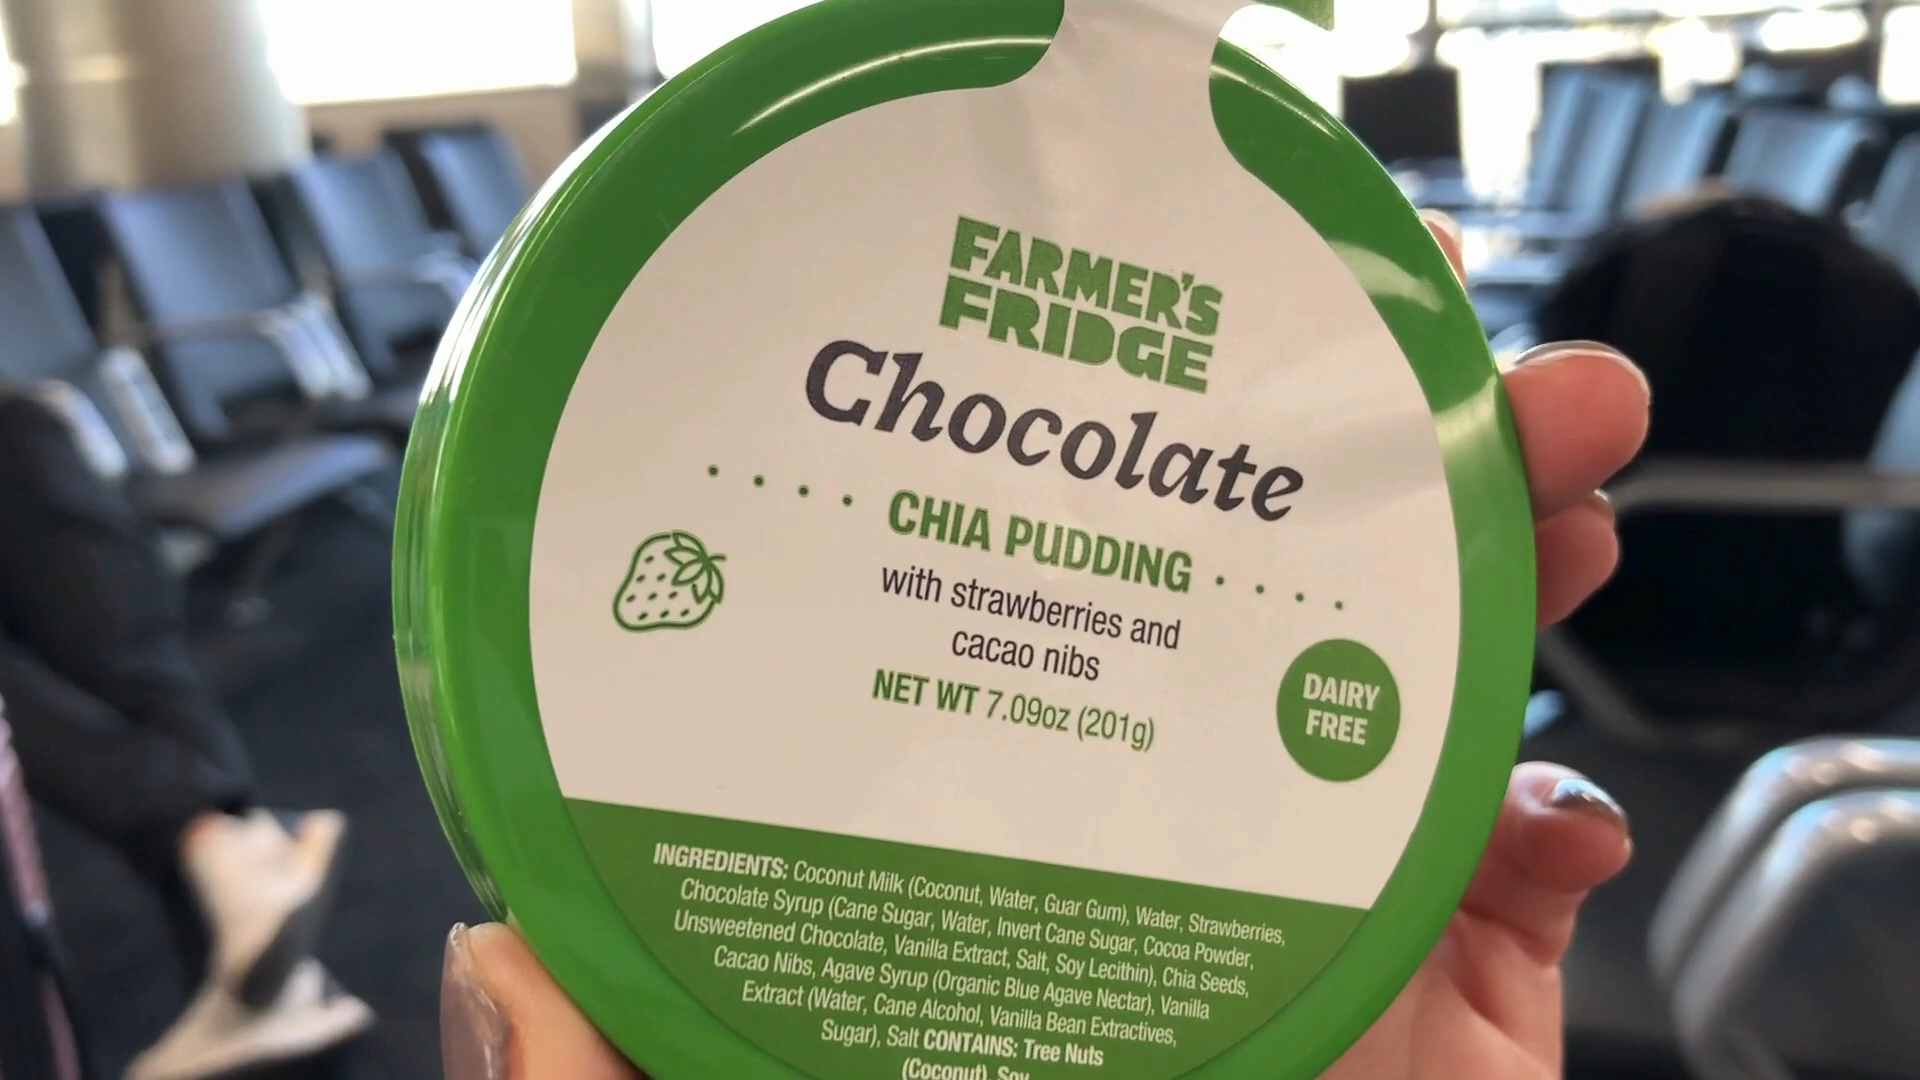 FARMER'S
FRIDGE
Chocolate
CHIA PUDDING
with strawberries and
cacao nibs
NET WT 7.09oz (201g)
DAIRY
FREE
INGREDIENTS: Coconut Milk (Coconut, Water, Guar Gum), Water, Strawberries,
Chocolate Syrup (Cane Sugar, Water, Invert Cane Sugar, Cocoa Powder,
Unsweetened Chocolate, Vanilla Extract, Salt, Soy Lecithin), Chia Seeds,
Cacao Nibs, Agave Syrup (Organic Blue Agave Nectar), Vanilla
Extract (Water, Cane Alcohol, Vanilla Bean Extractives,
Sugar), Salt CONTAINS: Tree Nuts
(Coconut), Soy